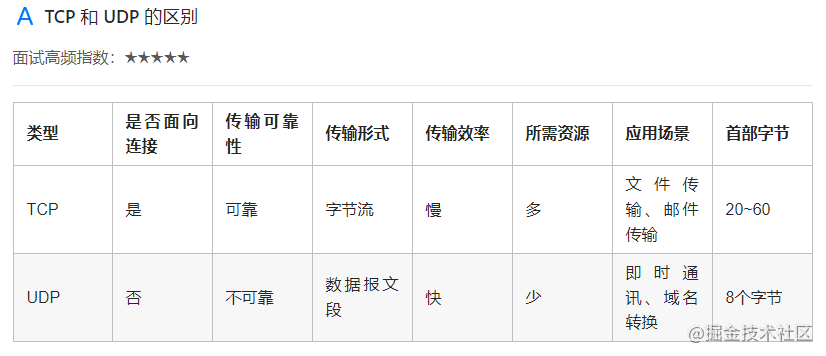 A TCP 和 UDP 的区别
面试高频指数：★★★★★
类型 是否面向连接 传输可靠性 传输形式 传输效率 所需资源 应用场景 首部字节
TCP 是 可靠 字节流 慢 多 文件传输、邮件传输 20~60
UDP 否 不可靠 数据报文段 快 少 即时通讯、域名转换 8个字节
@掘金技术社区